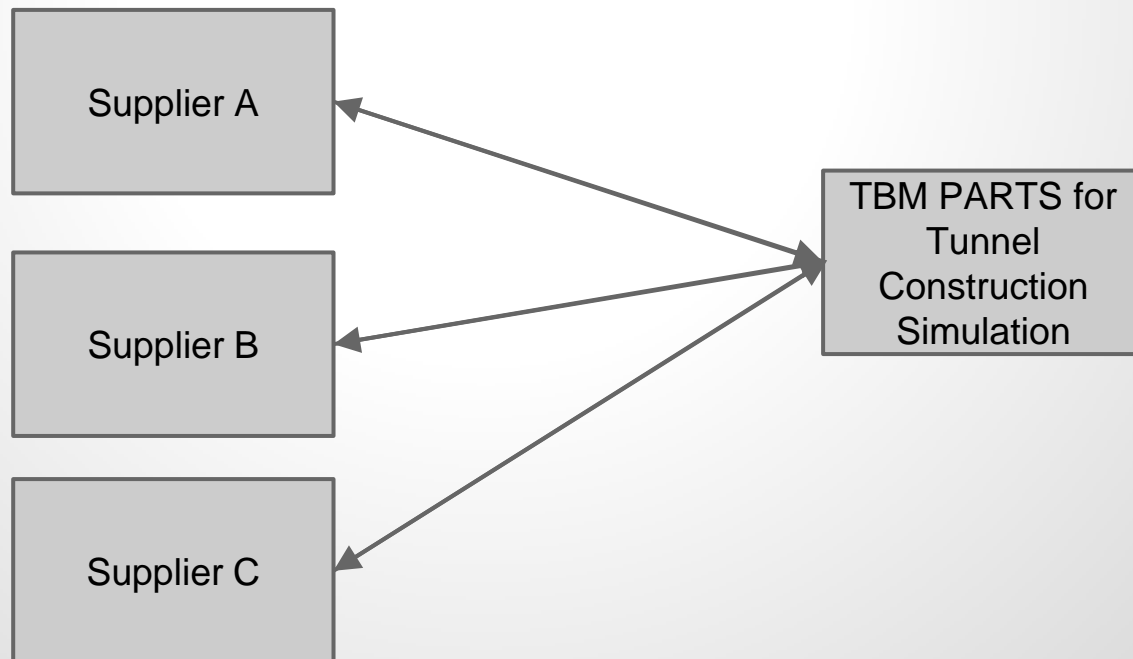 Supplier A
TBM PARTS for
Tunnel
Construction
Simulation
Supplier B
Supplier C